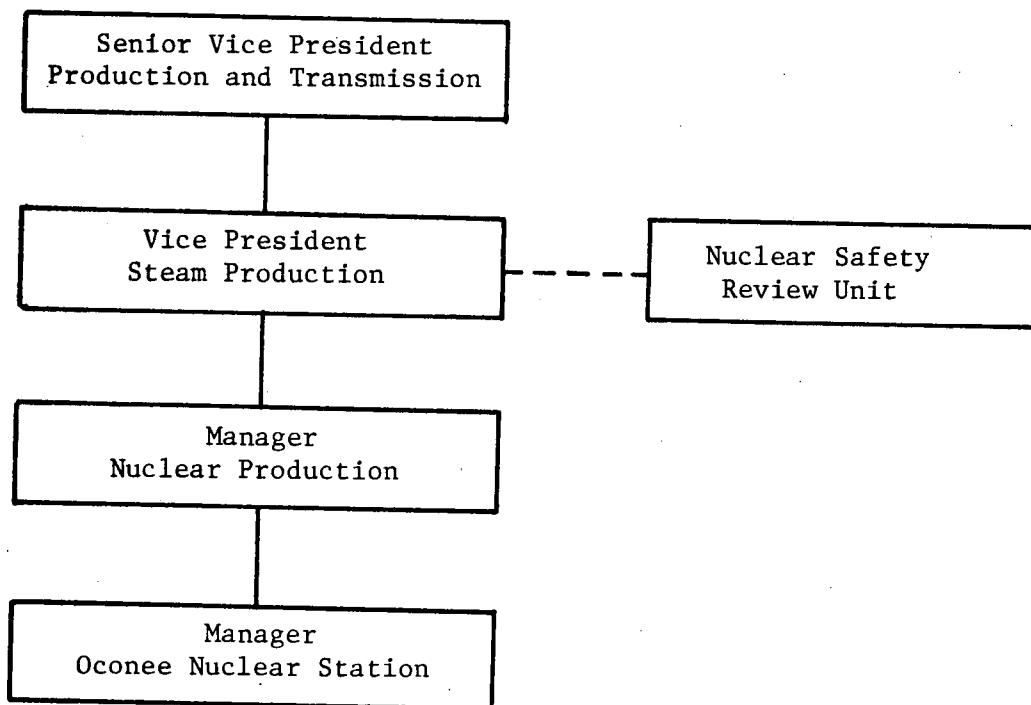 Senior Vice President
Production and Transmission
Vice President
Steam Production
Nuclear Safety
Review Unit
Manager
Nuclear Production
Manager
Oconee Nuclear Station